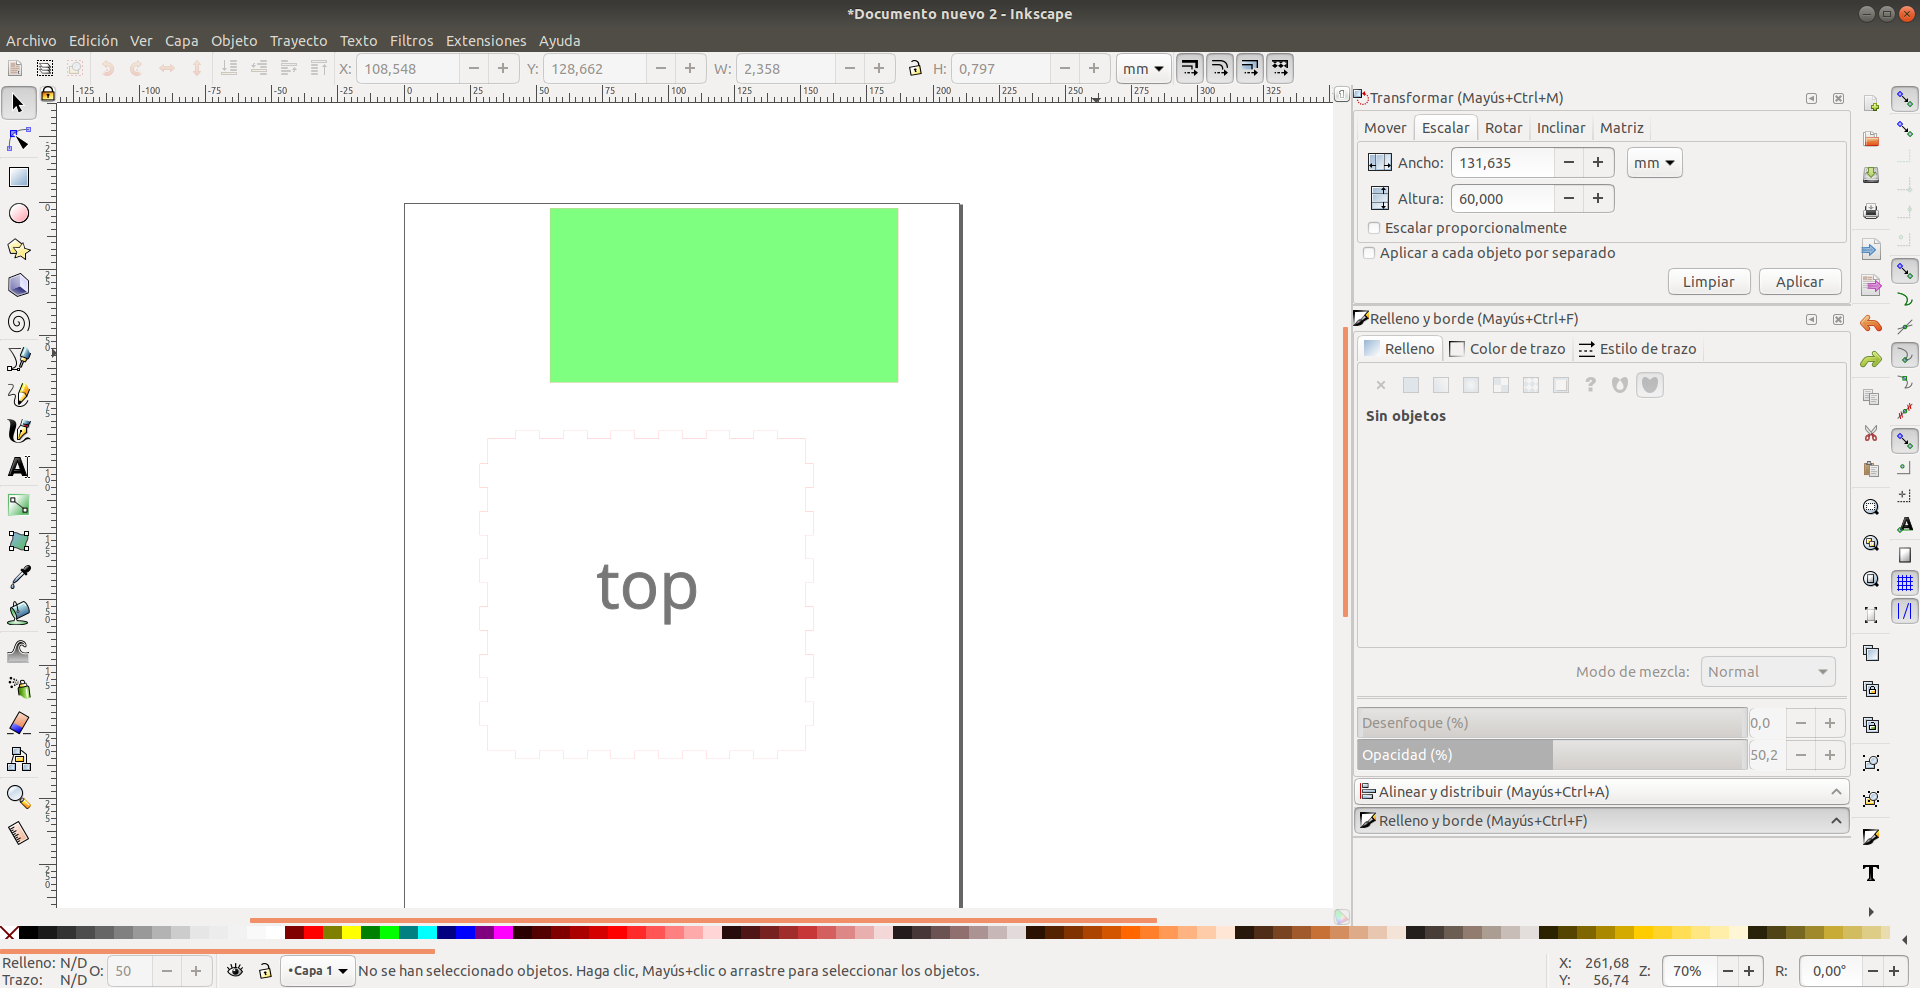 *Documento nuevo 2 - Inkscape
Archivo Edición Ver Capa Objeto Trayecto Texto Filtros Extensiones Ayuda
X: 108,548 − + Y: 128,662 − + W: 2,358 − + H: 0,797 − + mm
-125 -100 -75 -50 -25 0 25 50 75 100 125 150 175 200 225 250 275 300 325
Transformar (Mayús+Ctrl+M)
Mover Escalar Rotar Inclinar Matriz
Ancho: 131,635 − + mm
Altura: 60,000 − +
Escalar proporcionalmente
Aplicar a cada objeto por separado
Limpiar Aplicar
Relleno y borde (Mayús+Ctrl+F)
Relleno Color de trazo Estilo de trazo
Sin objetos
top
Modo de mezcla: Normal
Desenfoque (%) 0,0 − +
Opacidad (%) 50,2 − +
Alinear y distribuir (Mayús+Ctrl+A)
Relleno y borde (Mayús+Ctrl+F)
Relleno: N/D
Trazo: N/D
O: 50 − +
•Capa 1
No se han seleccionado objetos. Haga clic, Mayús+clic o arrastre para seleccionar los objetos.
X: 261,68
Y: 56,74
Z: 70% − + R: 0,00° − +